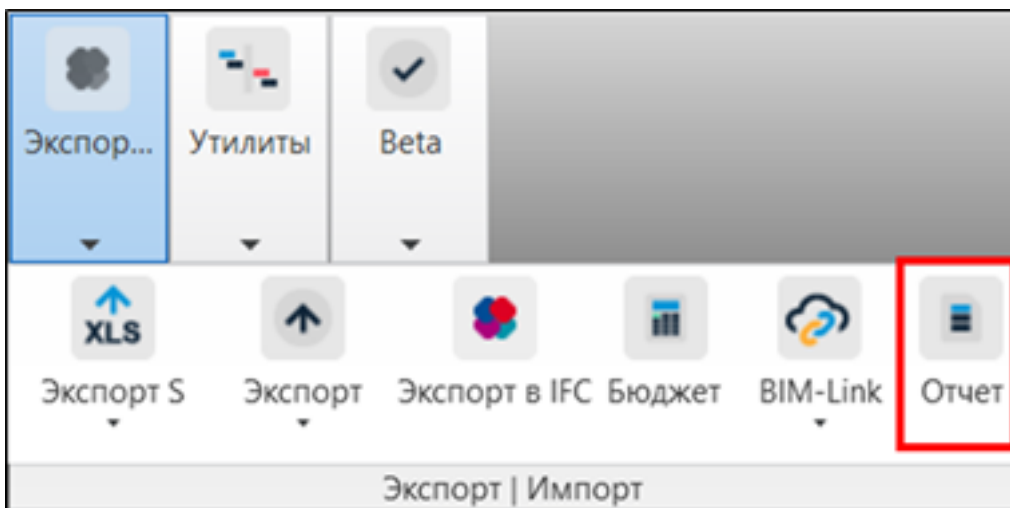 Экспор... Утилиты Beta
XLS
Экспорт S Экспорт Экспорт в IFC Бюджет BIM-Link Отчет
Экспорт | Импорт